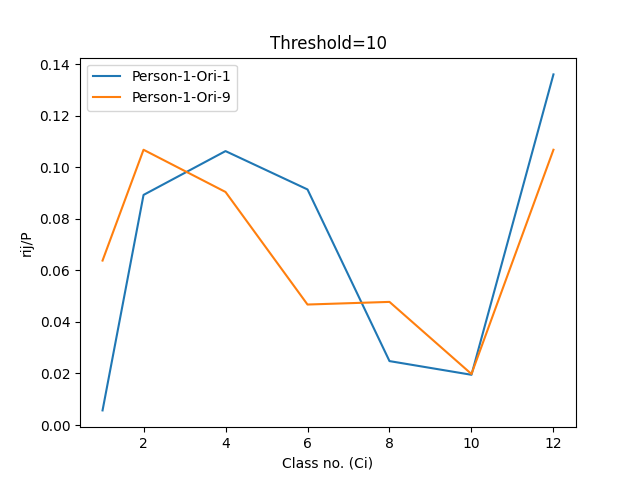 Threshold=10
Person-1-Ori-1
Person-1-Ori-9
0.14
0.12
0.10
0.08
0.06
0.04
0.02
0.00
rij/P
2 4 6 8 10 12
Class no. (Ci)